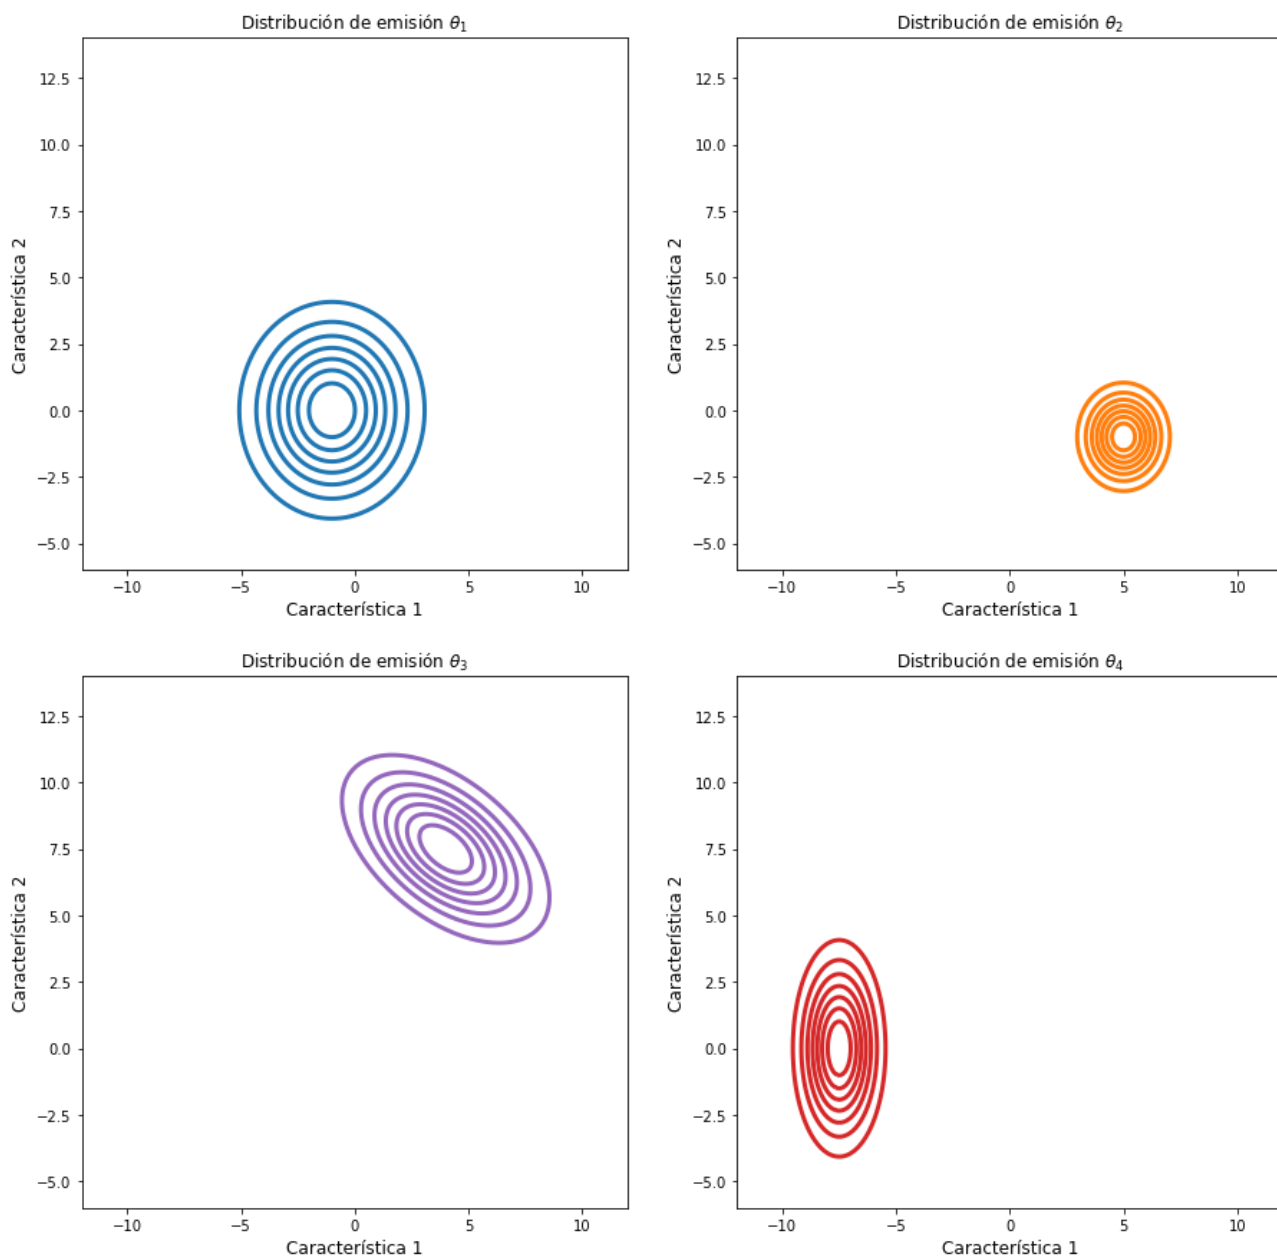 Distribución de emisión θ₁
12.5
10.0
7.5
5.0
2.5
0.0
−2.5
−5.0
Característica 2
−10 −5 0 5 10
Característica 1
Distribución de emisión θ₂
12.5
10.0
7.5
5.0
2.5
0.0
−2.5
−5.0
Característica 2
−10 −5 0 5 10
Característica 1
Distribución de emisión θ₃
12.5
10.0
7.5
5.0
2.5
0.0
−2.5
−5.0
Característica 2
−10 −5 0 5 10
Característica 1
Distribución de emisión θ₄
12.5
10.0
7.5
5.0
2.5
0.0
−2.5
−5.0
Característica 2
−10 −5 0 5 10
Característica 1